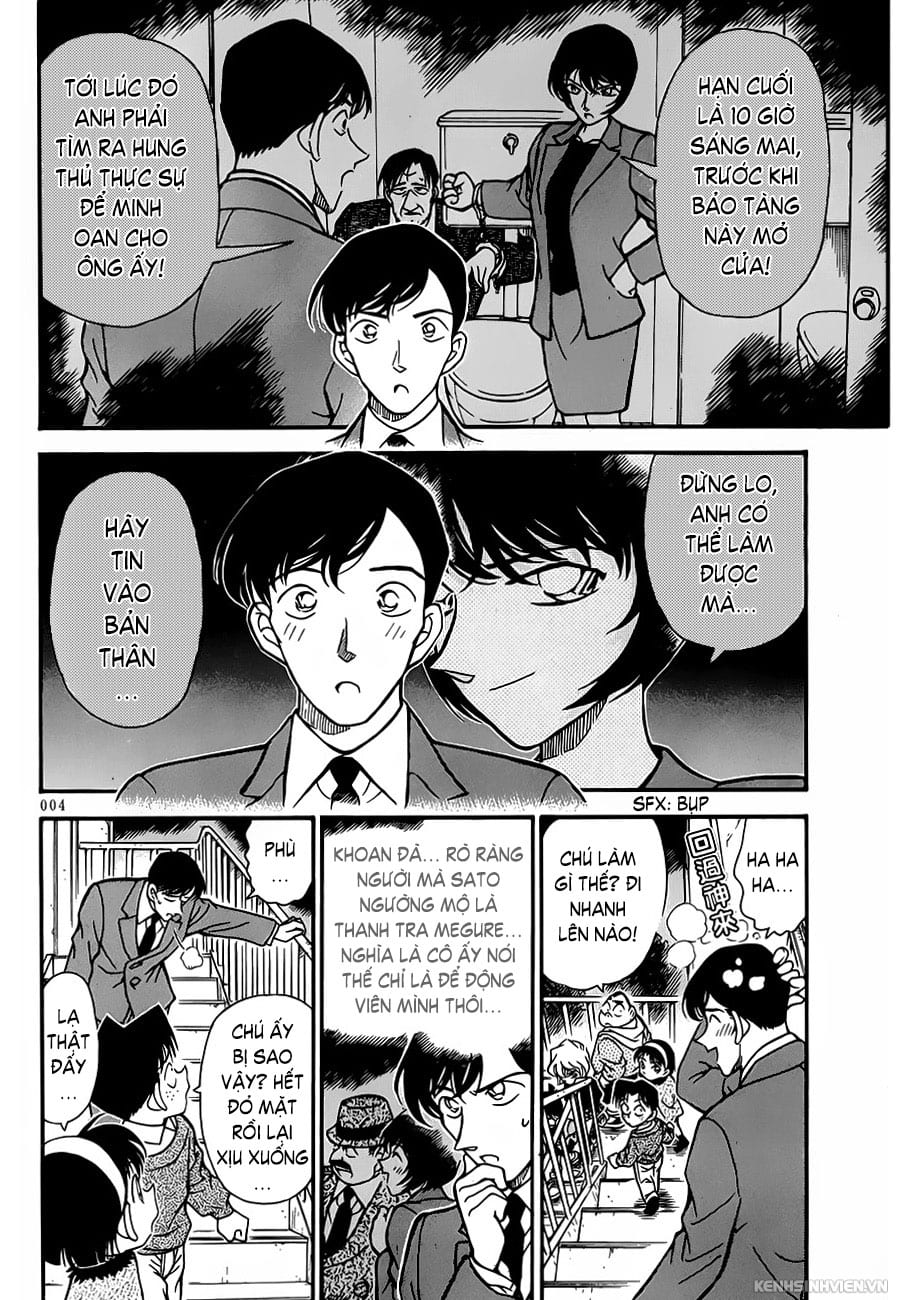 HẠN CUỐI
LÀ 10 GIỜ
SÁNG MAI,
TRƯỚC KHI
BẢO TÀNG
NÀY MỞ
CỬA!
TỚI LÚC ĐÓ
ANH PHẢI
TÌM RA HUNG
THỦ THỰC SỰ
ĐỂ MINH
OAN CHO
ÔNG ẤY!
ĐỪNG LO,
ANH CÓ
THỂ LÀM
ĐƯỢC
MÀ...
HÃY
TIN
VÀO
BẢN
THÂN
...
004
SFX: BỤP
HA HA
HA...
回過神來
CHÚ LÀM
GÌ THẾ? ĐI
NHANH
LÊN NÀO!
KHOAN ĐÃ... RÕ RÀNG
NGƯỜI MÀ SATO
NGƯỠNG MỘ LÀ
THANH TRA MEGURE...
NGHĨA LÀ CÔ ẤY NÓI
THẾ CHỈ LÀ ĐỂ ĐỘNG
VIÊN MÌNH THÔI...
PHÙ
...
CHÚ ẤY
BỊ SAO
VẬY? HẾT
ĐỎ MẶT
RỒI LẠI
XỊU XUỐNG
...
LẠ
THẬT
ĐẤY
...
KENHSINHVIEN.VN